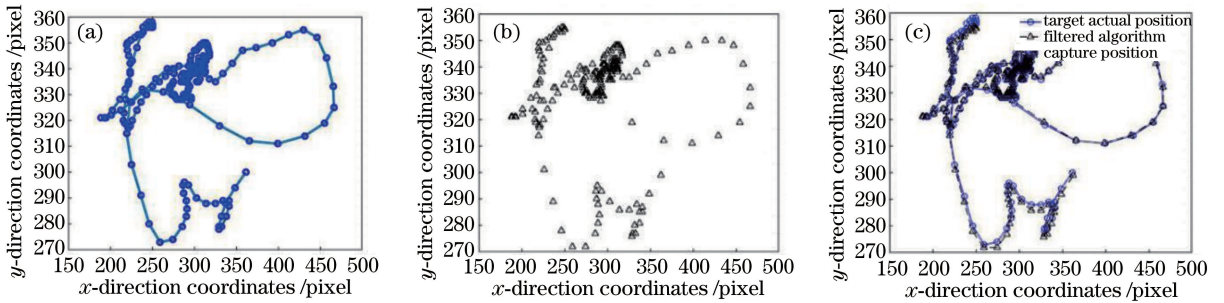 (a)
y-direction coordinates /pixel
360
350
340
330
320
310
300
290
280
270
150 200 250 300 350 400 450 500
x-direction coordinates /pixel
(b)
y-direction coordinates /pixel
360
350
340
330
320
310
300
290
280
270
150 200 250 300 350 400 450 500
x-direction coordinates /pixel
(c)
target actual position
filtered algorithm
capture position
y-direction coordinates /pixel
360
350
340
330
320
310
300
290
280
270
150 200 250 300 350 400 450 500
x-direction coordinates /pixel